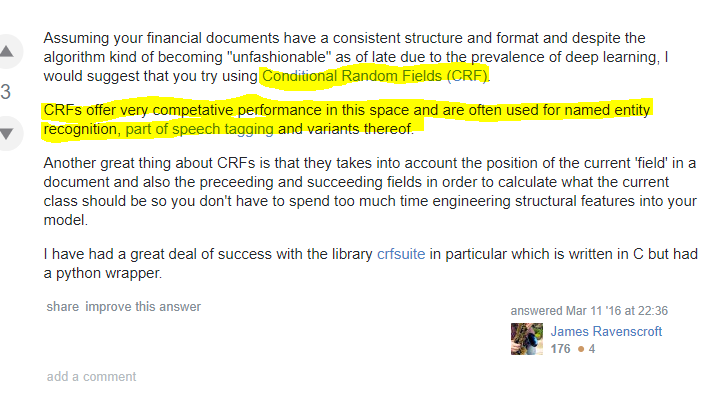 Assuming your financial documents have a consistent structure and format and despite the
algorithm kind of becoming "unfashionable" as of late due to the prevalence of deep learning, I
would suggest that you try using Conditional Random Fields (CRF).
3
CRFs offer very competative performance in this space and are often used for named entity
recognition, part of speech tagging and variants thereof.
Another great thing about CRFs is that they takes into account the position of the current 'field' in a
document and also the preceeding and succeeding fields in order to calculate what the current
class should be so you don't have to spend too much time engineering structural features into your
model.
I have had a great deal of success with the library crfsuite in particular which is written in C but had
a python wrapper.
share improve this answer
answered Mar 11 '16 at 22:36
James Ravenscroft
176 ● 4
add a comment